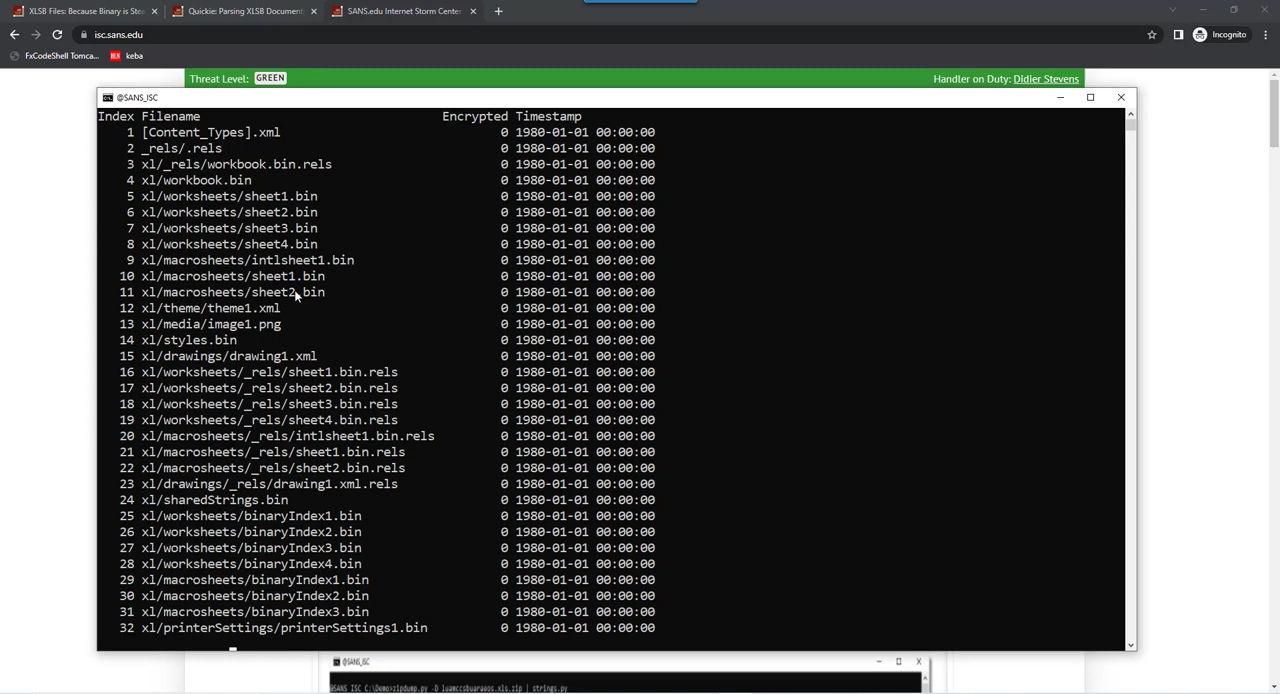 XLSB Files: Because Binary is Stea
Quickie: Parsing XLSB Document
SANS.edu Internet Storm Center
isc.sans.edu
Incognito
FxCodeShell Tomca...
keba
Threat Level: GREEN
Handler on Duty: Didier Stevens
@SANS_ISC
Index Filename Encrypted Timestamp
1 [Content_Types].xml 0 1980-01-01 00:00:00
2 _rels/.rels 0 1980-01-01 00:00:00
3 xl/_rels/workbook.bin.rels 0 1980-01-01 00:00:00
4 xl/workbook.bin 0 1980-01-01 00:00:00
5 xl/worksheets/sheet1.bin 0 1980-01-01 00:00:00
6 xl/worksheets/sheet2.bin 0 1980-01-01 00:00:00
7 xl/worksheets/sheet3.bin 0 1980-01-01 00:00:00
8 xl/worksheets/sheet4.bin 0 1980-01-01 00:00:00
9 xl/macrosheets/intlsheet1.bin 0 1980-01-01 00:00:00
10 xl/macrosheets/sheet1.bin 0 1980-01-01 00:00:00
11 xl/macrosheets/sheet2.bin 0 1980-01-01 00:00:00
12 xl/theme/theme1.xml 0 1980-01-01 00:00:00
13 xl/media/image1.png 0 1980-01-01 00:00:00
14 xl/styles.bin 0 1980-01-01 00:00:00
15 xl/drawings/drawing1.xml 0 1980-01-01 00:00:00
16 xl/worksheets/_rels/sheet1.bin.rels 0 1980-01-01 00:00:00
17 xl/worksheets/_rels/sheet2.bin.rels 0 1980-01-01 00:00:00
18 xl/worksheets/_rels/sheet3.bin.rels 0 1980-01-01 00:00:00
19 xl/worksheets/_rels/sheet4.bin.rels 0 1980-01-01 00:00:00
20 xl/macrosheets/_rels/intlsheet1.bin.rels 0 1980-01-01 00:00:00
21 xl/macrosheets/_rels/sheet1.bin.rels 0 1980-01-01 00:00:00
22 xl/macrosheets/_rels/sheet2.bin.rels 0 1980-01-01 00:00:00
23 xl/drawings/_rels/drawing1.xml.rels 0 1980-01-01 00:00:00
24 xl/sharedStrings.bin 0 1980-01-01 00:00:00
25 xl/worksheets/binaryIndex1.bin 0 1980-01-01 00:00:00
26 xl/worksheets/binaryIndex2.bin 0 1980-01-01 00:00:00
27 xl/worksheets/binaryIndex3.bin 0 1980-01-01 00:00:00
28 xl/worksheets/binaryIndex4.bin 0 1980-01-01 00:00:00
29 xl/macrosheets/binaryIndex1.bin 0 1980-01-01 00:00:00
30 xl/macrosheets/binaryIndex2.bin 0 1980-01-01 00:00:00
31 xl/macrosheets/binaryIndex3.bin 0 1980-01-01 00:00:00
32 xl/printerSettings/printerSettings1.bin 0 1980-01-01 00:00:00
@SANS_ISC
@SANS_ISC C:\Demo>zipdump.py -D | strings.py